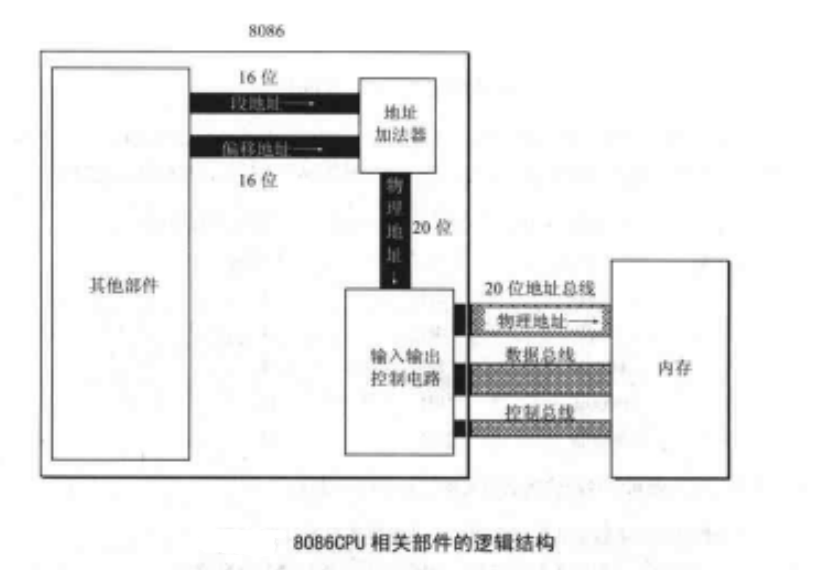 8086
16 位
段地址→
地址
加法器
偏移地址→
16 位
物理地址→
20 位
其他部件
20 位地址总线
物理地址→
输入输出
控制电路
数据总线
内存
控制总线
8086CPU 相关部件的逻辑结构